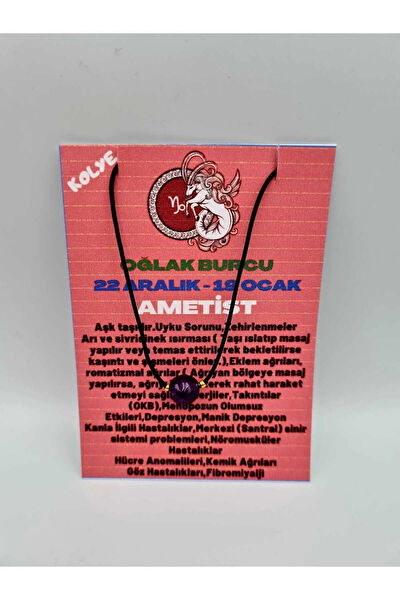 KOLYE
OĞLAK BURCU
22 ARALIK - 19 OCAK
AMETİST
Aşk taşıdır.Uyku Sorunu,Zehirlenmeler
Arı ve sivrisinek ısırması ( Taşı ıslatıp masaj
yapılır veya temas ettirilerek bekletilirse
kaşıntı ve şişmeleri önler.),Eklem ağrıları,
romatizmal ( Ağrıyan bölgeye masaj
yapılırsa, rahat haraket
etmeyi Takıntılar
(OKB),Menopozun Olumsuz
Etkileri,Depresyon,Manik Depresyon
Kanla İlgili Hastalıklar,Merkezi (Santral) sinir
sistemi problemleri,Nöromusküler
Hastalıklar
Hücre Anomalileri,Kemik Ağrıları
Göz Hastalıkları,Fibromiyalji